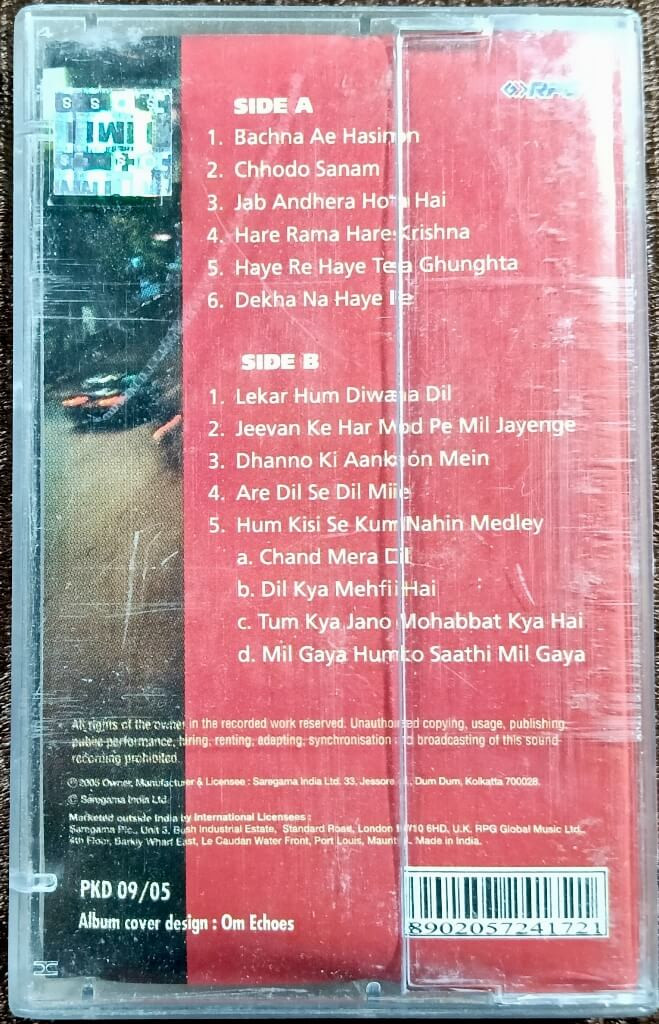 RPG
SIDE A
1. Bachna Ae Hasinon
2. Chhodo Sanam
3. Jab Andhera Hota Hai
4. Hare Rama Hare Krishna
5. Haye Re Haye Tera Ghunghta
6. Dekha Na Haye Re
SIDE B
1. Lekar Hum Diwana Dil
2. Jeevan Ke Har Mod Pe Mil Jayenge
3. Dhanno Ki Aankhon Mein
4. Are Dil Se Dil Mile
5. Hum Kisi Se Kum Nahin Medley
a. Chand Mera Dil
b. Dil Kya Mehfil Hai
c. Tum Kya Jano Mohabbat Kya Hai
d. Mil Gaya Humko Saathi Mil Gaya
All rights of the owner in the recorded work reserved. Unauthorised copying, usage, publishing,
public performance, hiring, renting, adapting, synchronisation and broadcasting of this sound
recording prohibited.
Owner, Manufacturer & Licensee : Saregama India Ltd. 33, Jessore Dum Dum, Kolkatta 700028.
© Saregama India Ltd.
Marketed outside India by International Licensees :
Saregama Plc., Unit 3, Bush Industrial Estate, Standard Road, London NW10 6HD, U.K. RPG Global Music Ltd.,
4th Floor, Barkly Wharf East, Le Caudan Water Front, Port Louis, Made in India.
PKD 09/05
Album cover design : Om Echoes
8902057241721